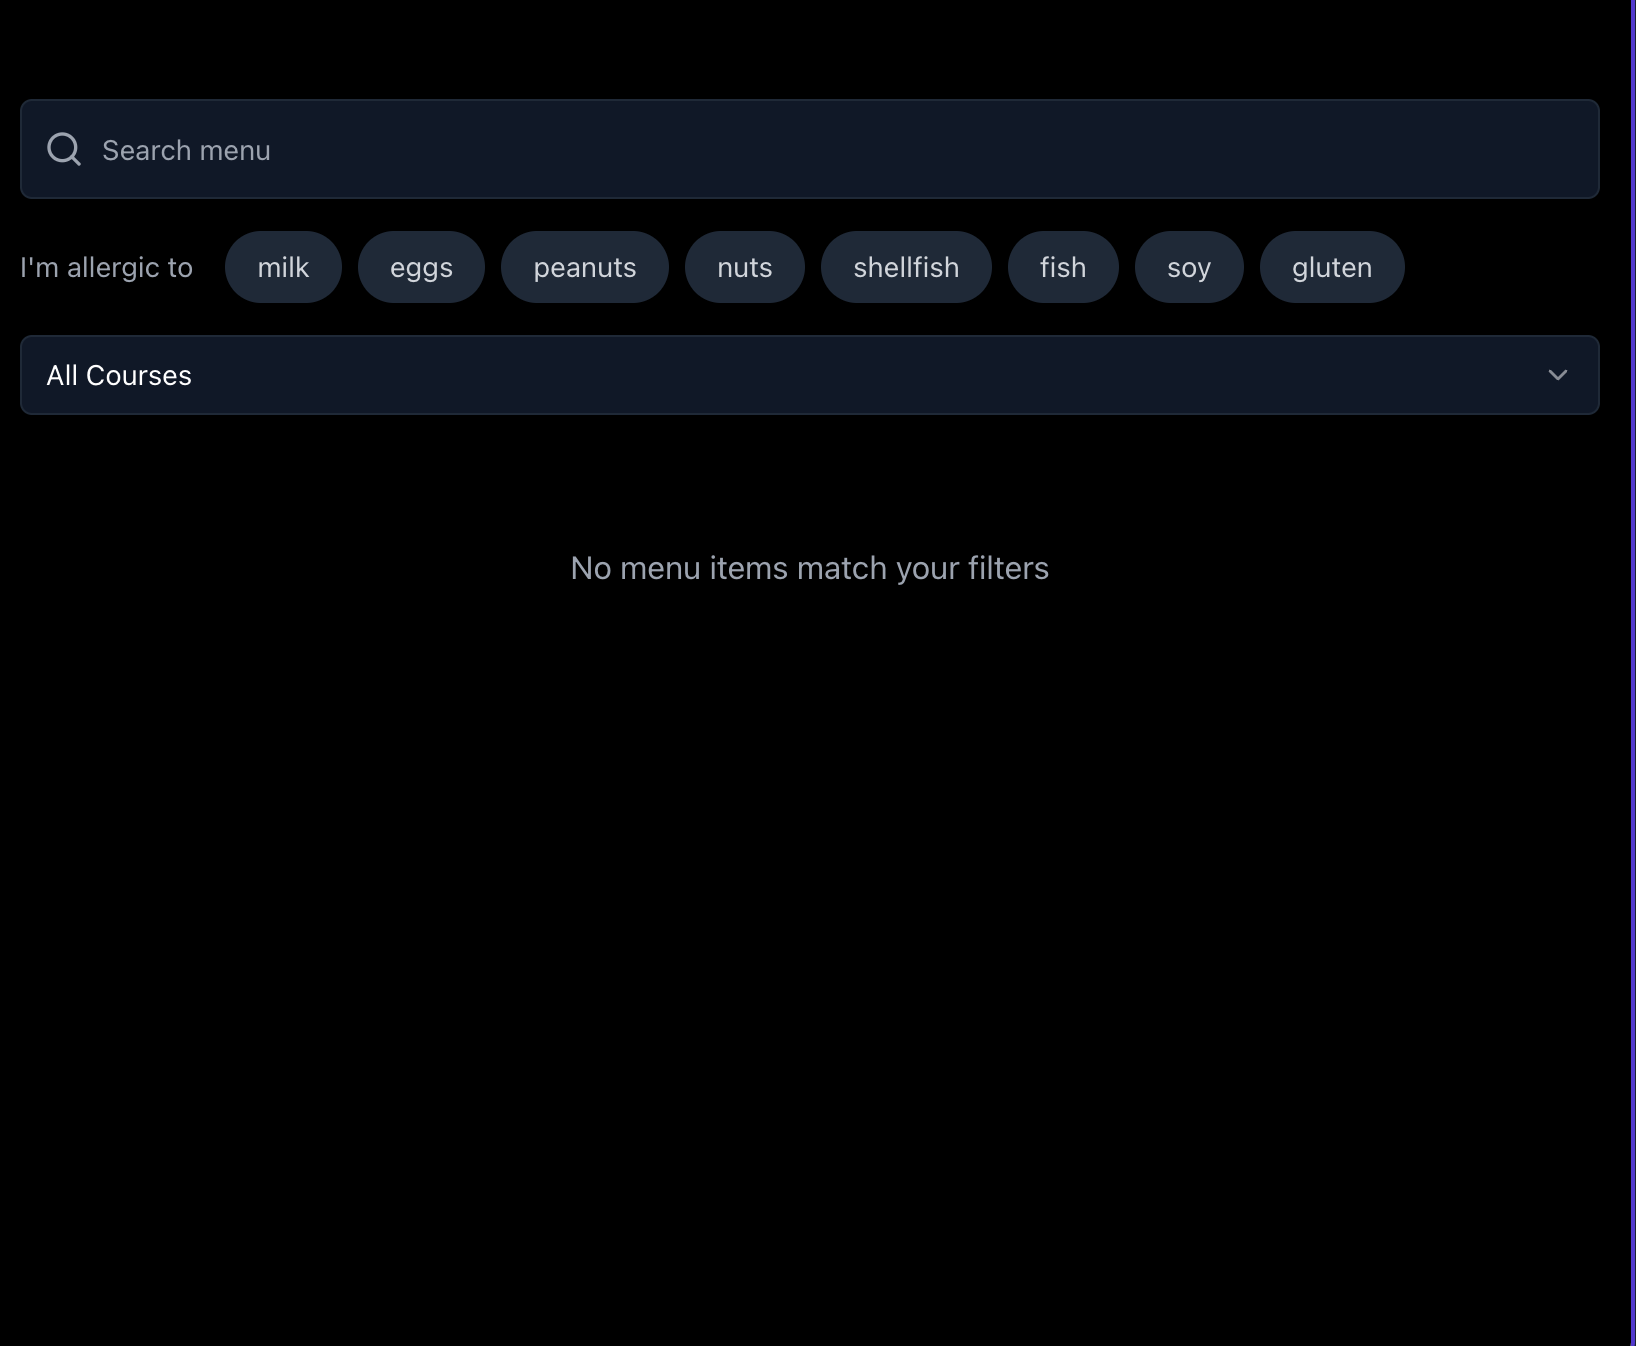 Search menu
I'm allergic to milk eggs peanuts nuts shellfish fish soy gluten
All Courses
No menu items match your filters